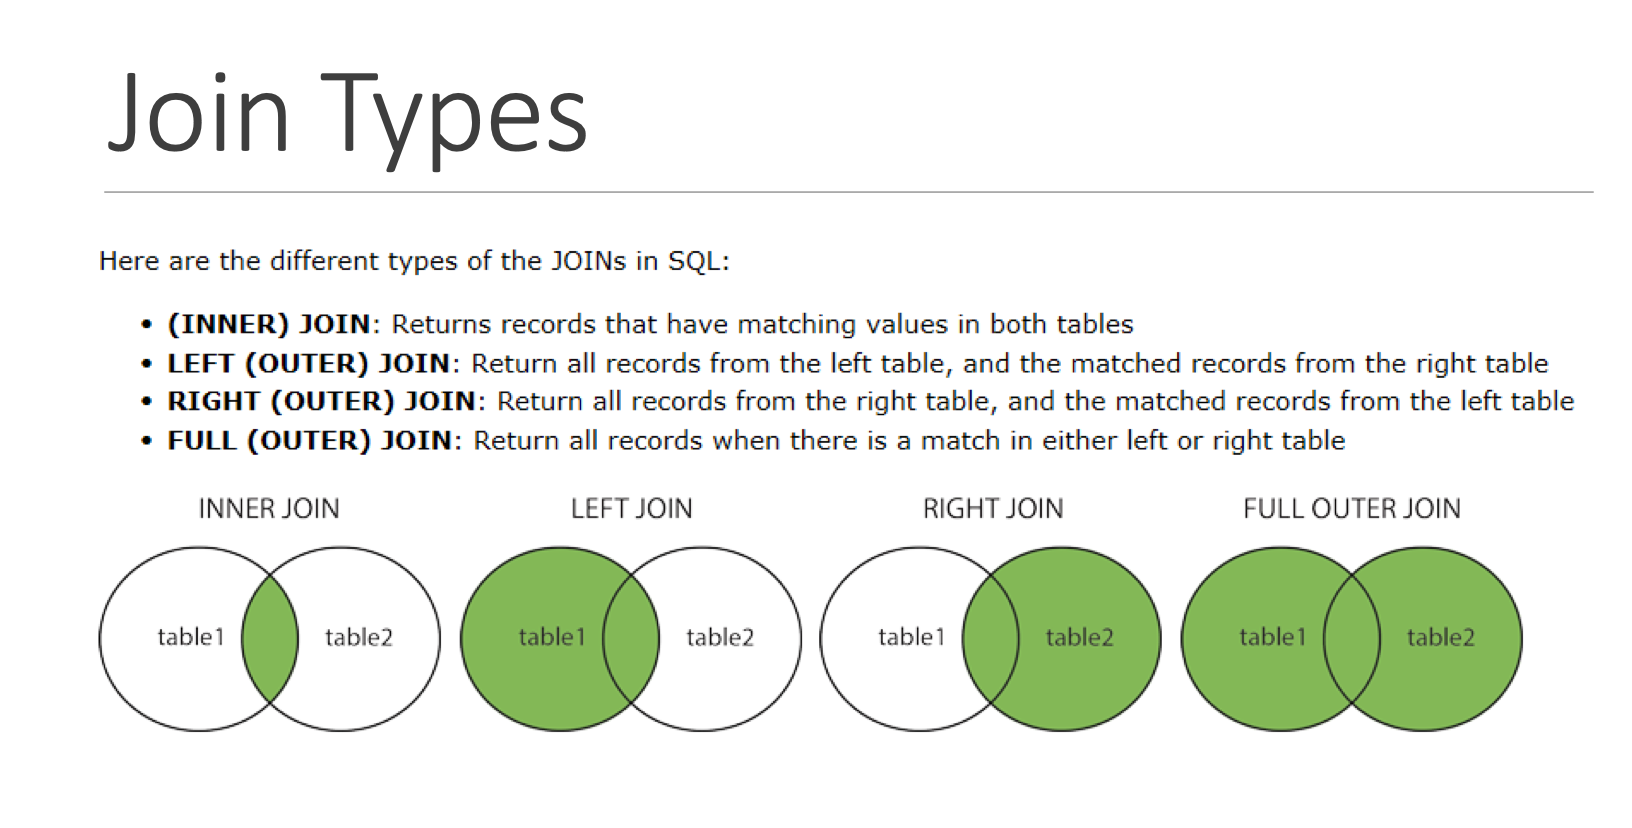 Join Types
Here are the different types of the JOINs in SQL:
• (INNER) JOIN: Returns records that have matching values in both tables
• LEFT (OUTER) JOIN: Return all records from the left table, and the matched records from the right table
• RIGHT (OUTER) JOIN: Return all records from the right table, and the matched records from the left table
• FULL (OUTER) JOIN: Return all records when there is a match in either left or right table
INNER JOIN LEFT JOIN RIGHT JOIN FULL OUTER JOIN
table1 table2 table1 table2 table1 table2 table1 table2